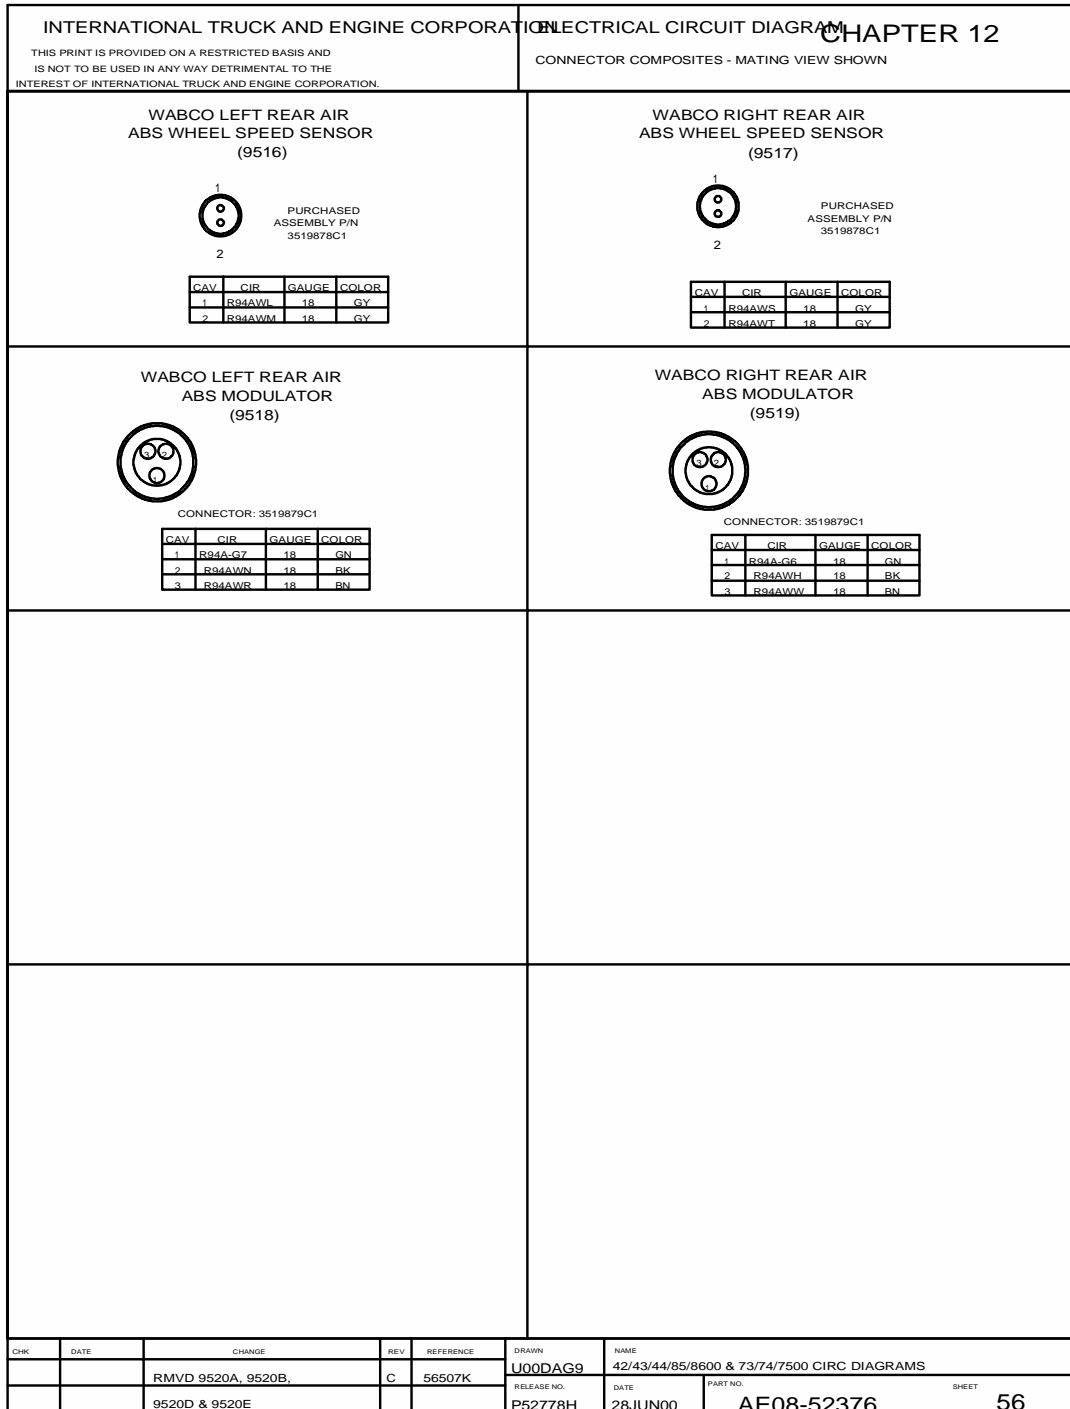 INTERNATIONAL TRUCK AND ENGINE CORPORATION
THIS PRINT IS PROVIDED ON A RESTRICTED BASIS AND
IS NOT TO BE USED IN ANY WAY DETRIMENTAL TO THE
INTEREST OF INTERNATIONAL TRUCK AND ENGINE CORPORATION.
ELECTRICAL CIRCUIT DIAGRAM
CHAPTER 12
CONNECTOR COMPOSITES - MATING VIEW SHOWN
WABCO LEFT REAR AIR
ABS WHEEL SPEED SENSOR
(9516)
1
2
PURCHASED
ASSEMBLY P/N
3519878C1
CAV CIR GAUGE COLOR
1 R94AWL 18 GY
2 R94AWM 18 GY
WABCO RIGHT REAR AIR
ABS WHEEL SPEED SENSOR
(9517)
1
2
PURCHASED
ASSEMBLY P/N
3519878C1
CAV CIR GAUGE COLOR
1 R94AWS 18 GY
2 R94AWT 18 GY
WABCO LEFT REAR AIR
ABS MODULATOR
(9518)
3 2
1
CONNECTOR: 3519879C1
CAV CIR GAUGE COLOR
1 R94A-G7 18 GN
2 R94AWN 18 BK
3 R94AWR 18 BN
WABCO RIGHT REAR AIR
ABS MODULATOR
(9519)
3 2
1
CONNECTOR: 3519879C1
CAV CIR GAUGE COLOR
1 R94A-G6 18 GN
2 R94AWH 18 BK
3 R94AWW 18 BN
CHK DATE CHANGE REV REFERENCE
RMVD 9520A, 9520B, C 56507K
9520D & 9520E
DRAWN
U00DAG9
NAME
42/43/44/85/8600 & 73/74/7500 CIRC DIAGRAMS
RELEASE NO.
P52778H
DATE
28JUN00
PART NO.
AE08-52376
SHEET
56